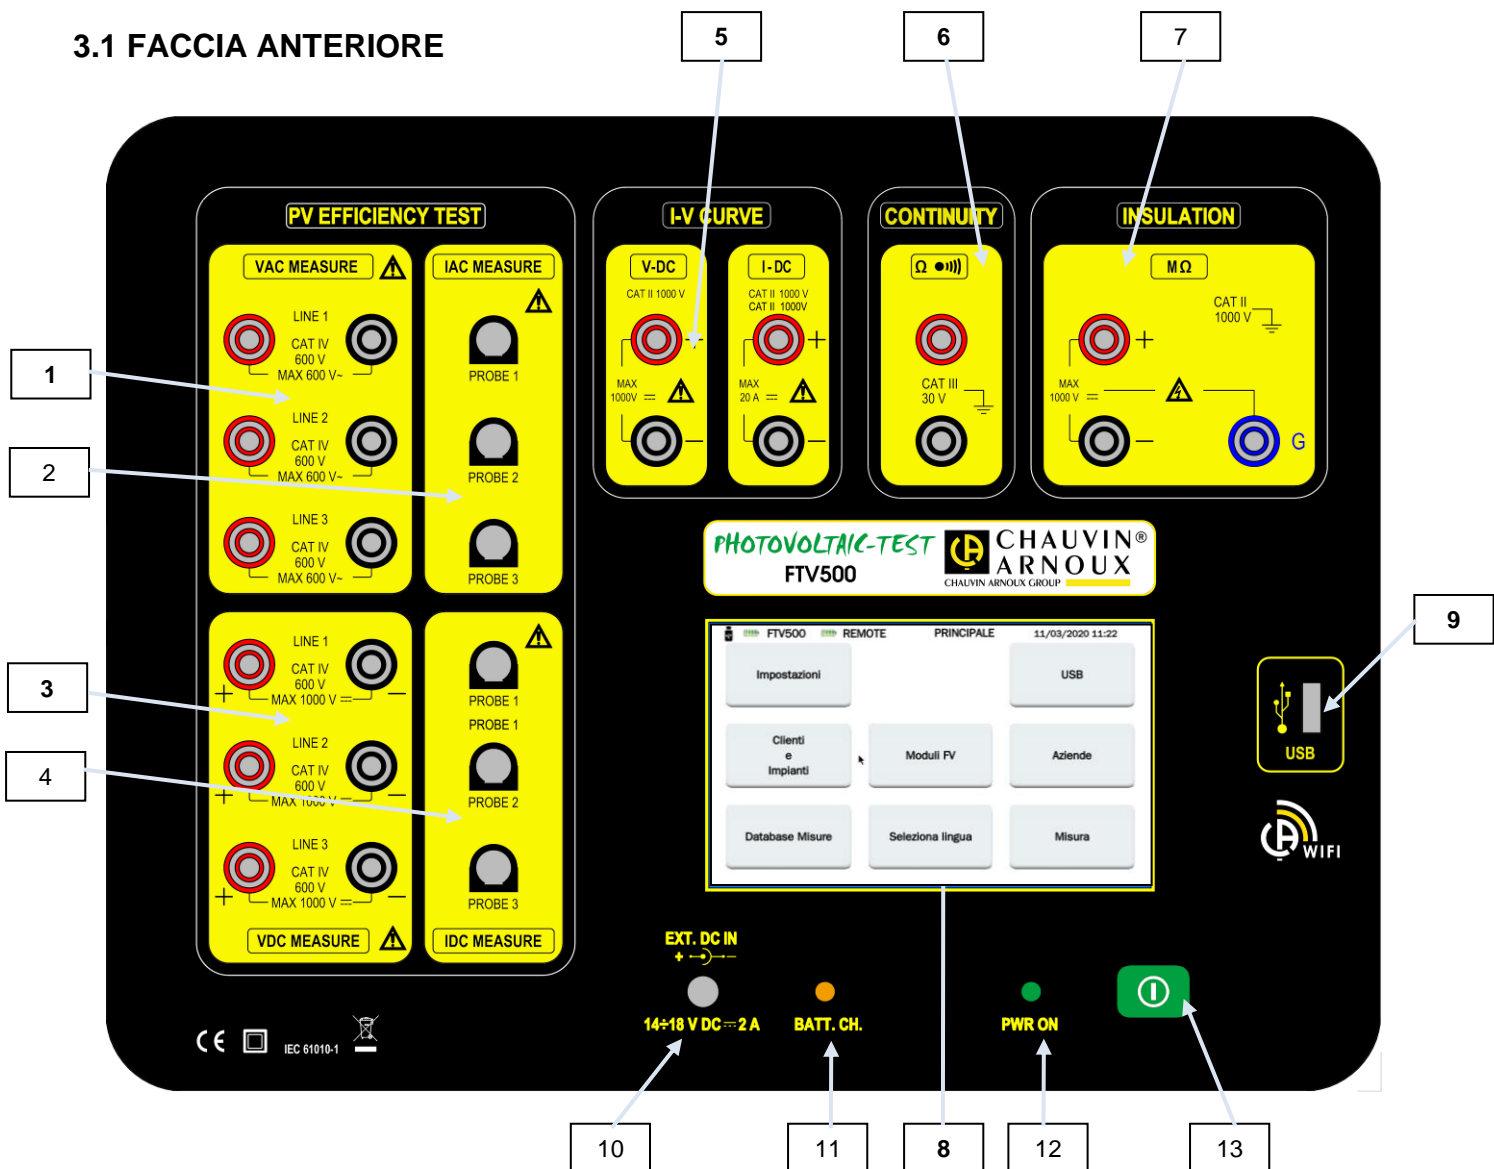 3.1 FACCIA ANTERIORE
5
6
7
PV EFFICIENCY TEST
I-V CURVE
CONTINUITY
INSULATION
VAC MEASURE
IAC MEASURE
LINE 1
CAT IV
600 V
MAX 600 V~
LINE 2
CAT IV
600 V
MAX 600 V~
LINE 3
CAT IV
600 V
MAX 600 V~
PROBE 1
PROBE 2
PROBE 3
V-DC
CAT II 1000 V
+
MAX
1000V
−
I-DC
CAT II 1000 V
CAT II 1000V
+
MAX
20 A
−
Ω
CAT III
30 V
MΩ
CAT II
1000 V
+
MAX
1000 V
−
G
1
2
3
4
LINE 1
CAT IV
600 V
+ MAX 1000 V −
LINE 2
CAT IV
600 V
+ MAX 1000 V −
LINE 3
CAT IV
600 V
+ MAX 1000 V −
VDC MEASURE
PROBE 1
PROBE 1
PROBE 2
PROBE 3
IDC MEASURE
PHOTOVOLTAIC-TEST
FTV500
CHAUVIN®
ARNOUX
CHAUVIN ARNOUX GROUP
FTV500 REMOTE PRINCIPALE 11/03/2020 11:22
Impostazioni
USB
Clienti
e
Impianti
Moduli FV
Aziende
Database Misure
Seleziona lingua
Misura
9
USB
WIFI
EXT. DC IN
+ −
14÷18 V DC⎓2 A
BATT. CH.
PWR ON
CE
IEC 61010-1
10
11
8
12
13